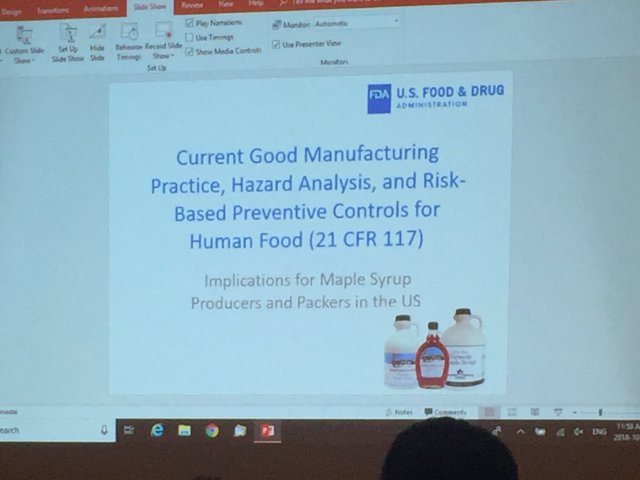 Design Transitions Animations Slide Show Review View Help
Custom Slide Show
Set Up Slide Show
Hide Slide
Rehearse Timings
Record Slide Show
Play Narrations
Use Timings
Show Media Controls
Set Up
Monitor: Automatic
Use Presenter View
Monitors
FDA U.S. FOOD & DRUG
ADMINISTRATION
Current Good Manufacturing
Practice, Hazard Analysis, and Risk-
Based Preventive Controls for
Human Food (21 CFR 117)
Implications for Maple Syrup
Producers and Packers in the US
Notes Comments
ENG